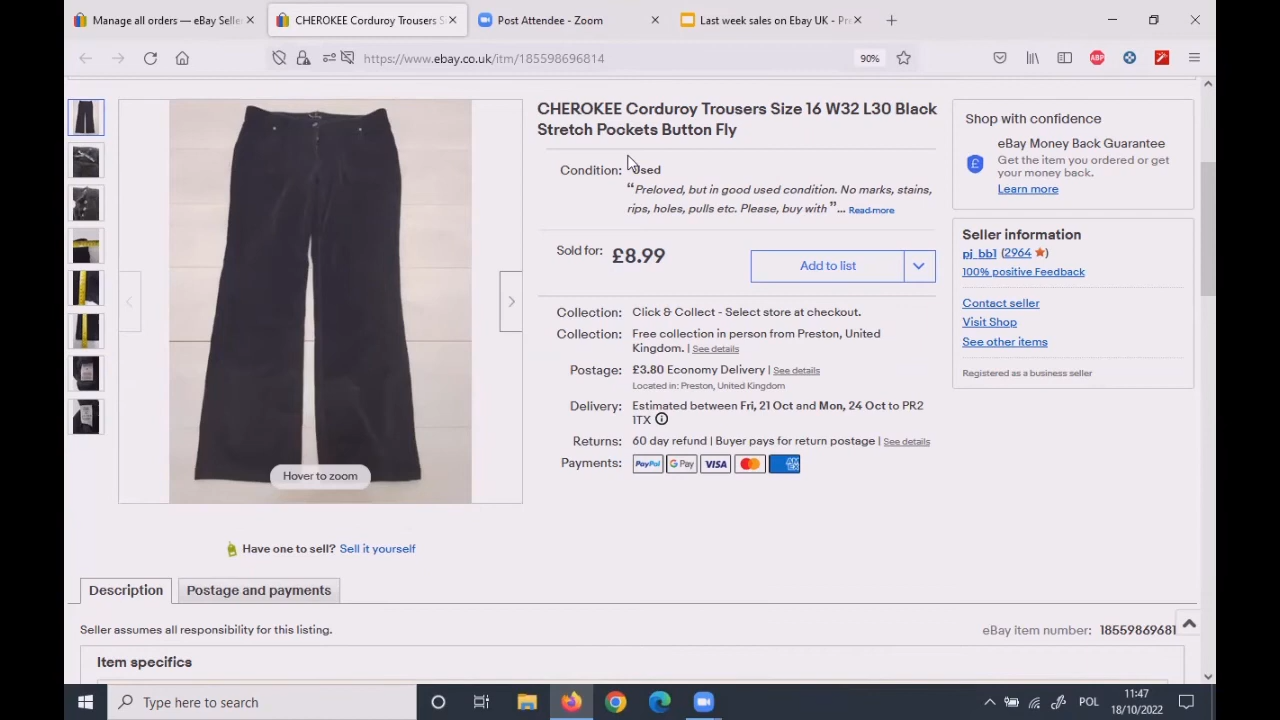 Manage all orders — eBay Selle
CHEROKEE Corduroy Trousers S
Post Attendee - Zoom
Last week sales on Ebay UK - Pre
https://www.ebay.co.uk/itm/185598696814
90%
ABP
CHEROKEE Corduroy Trousers Size 16 W32 L30 Black
Stretch Pockets Button Fly
Condition: Used
“Preloved, but in good used condition. No marks, stains,
rips, holes, pulls etc. Please, buy with ”... Read more
Sold for: £8.99
Add to list
Collection: Click & Collect - Select store at checkout.
Collection: Free collection in person from Preston, United
Kingdom. | See details
Postage: £3.80 Economy Delivery | See details
Located in: Preston, United Kingdom
Delivery: Estimated between Fri, 21 Oct and Mon, 24 Oct to PR2
1TX
Returns: 60 day refund | Buyer pays for return postage | See details
Payments: PayPal G Pay VISA
Shop with confidence
eBay Money Back Guarantee
Get the item you ordered or get
your money back.
Learn more
Seller information
pj_bb1 (2964)
100% positive Feedback
Contact seller
Visit Shop
See other items
Registered as a business seller
Hover to zoom
Have one to sell? Sell it yourself
Description
Postage and payments
Seller assumes all responsibility for this listing.
eBay item number: 18559869681
Item specifics
Type here to search
POL
11:47
18/10/2022